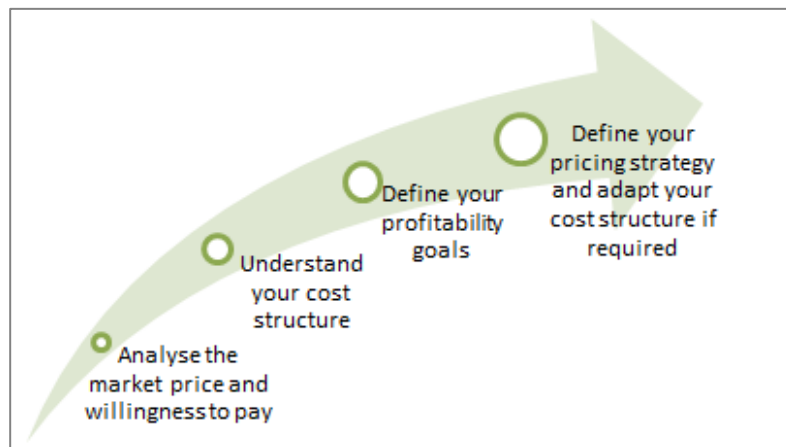 Analyse the
market price and
willingness to pay
Understand
your cost
structure
Define your
profitability
goals
Define your
pricing strategy
and adapt your
cost structure if
required